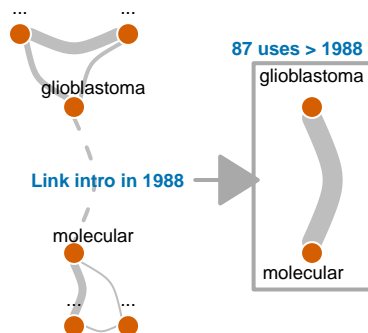 ... ...
87 uses > 1988
glioblastoma
glioblastoma
Link intro in 1988
molecular
molecular
... ...